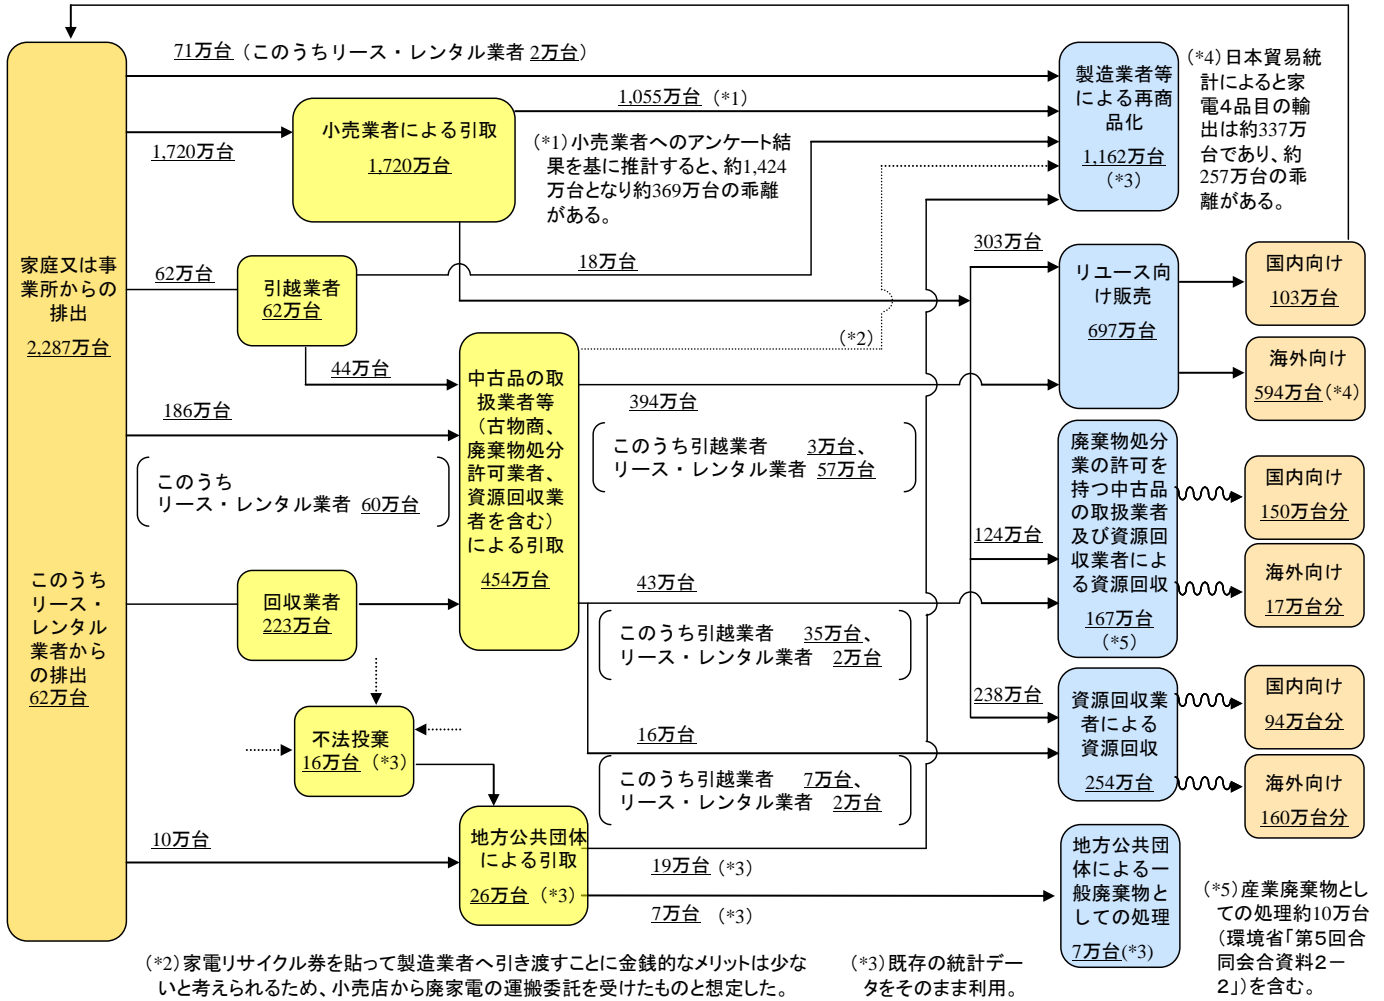 71万台（このうちリース・レンタル業者 2万台）
家庭又は事
業所からの
排出
2,287万台
このうち
リース・
レンタル
業者から
の排出
62万台
1,720万台
小売業者による引取
1,720万台
1,055万台（*1）
（*1）小売業者へのアンケート結
果を基に推計すると、約1,424
万台となり約369万台の乖離
がある。
製造業者等
による再商
品化
1,162万台
（*3）
（*4）日本貿易統
計によると家
電４品目の輸
出は約337万
台であり、約
257万台の乖
離がある。
62万台
引越業者
62万台
18万台
44万台
303万台
リユース向
け販売
697万台
国内向け
103万台
海外向け
594万台（*4）
186万台
このうち
リース・レンタル業者 60万台
中古品の取
扱業者等
（古物商、
廃棄物処分
許可業者、
資源回収業
者を含む）
による引取
454万台
（*2）
394万台
このうち引越業者 3万台、
リース・レンタル業者 57万台
124万台
廃棄物処分
業の許可を
持つ中古品
の取扱業者
及び資源回
収業者によ
る資源回収
167万台
（*5）
国内向け
150万台分
海外向け
17万台分
回収業者
223万台
43万台
このうち引越業者 35万台、
リース・レンタル業者 2万台
238万台
資源回収業
者による
資源回収
254万台
国内向け
94万台分
海外向け
160万台分
不法投棄
16万台（*3）
16万台
このうち引越業者 7万台、
リース・レンタル業者 2万台
10万台
地方公共団体
による引取
26万台（*3）
19万台（*3）
7万台（*3）
地方公共団
体による一
般廃棄物と
しての処理
7万台(*3)
（*5）産業廃棄物とし
ての処理約10万台
（環境省「第５回合
同会合資料２－
２」）を含む。
（*2）家電リサイクル券を貼って製造業者へ引き渡すことに金銭的なメリットは少な
いと考えられるため、小売店から廃家電の運搬委託を受けたものと想定した。
（*3）既存の統計デー
タをそのまま利用。